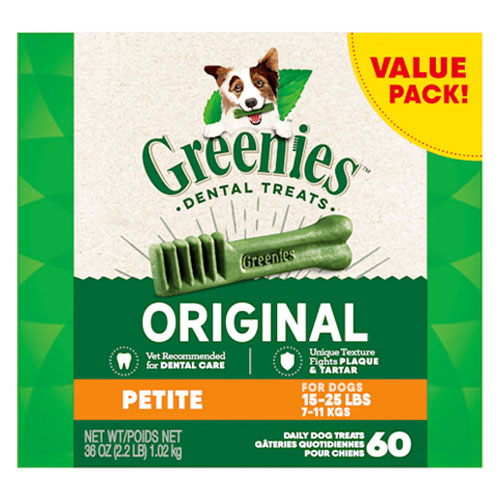 VALUE
PACK!
Greenies™
• DENTAL TREATS •
Greenies
ORIGINAL
Vet Recommended
for DENTAL CARE
Unique Texture
Fights PLAQUE
& TARTAR
PETITE
FOR DOGS
15-25 LBS
7-11 KGS
NET WT/POIDS NET
36 OZ (2.2 LB) 1.02 kg
DAILY DOG TREATS
GÂTERIES QUOTIDIENNES
POUR CHIENS
60